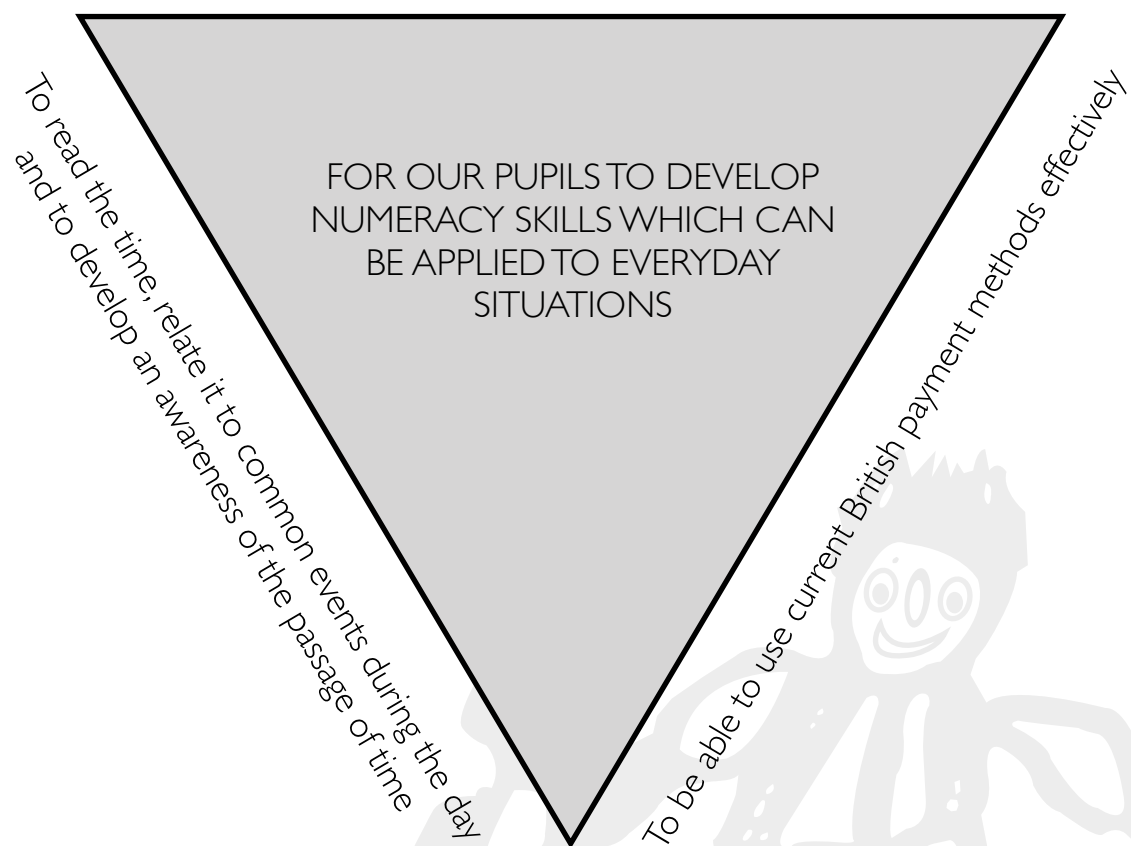 FOR OUR PUPILS TO DEVELOP
NUMERACY SKILLS WHICH CAN
BE APPLIED TO EVERYDAY
SITUATIONS
To read the time, relate it to common events during the day
and to develop an awareness of the passage of time
To be able to use current British payment methods effectively